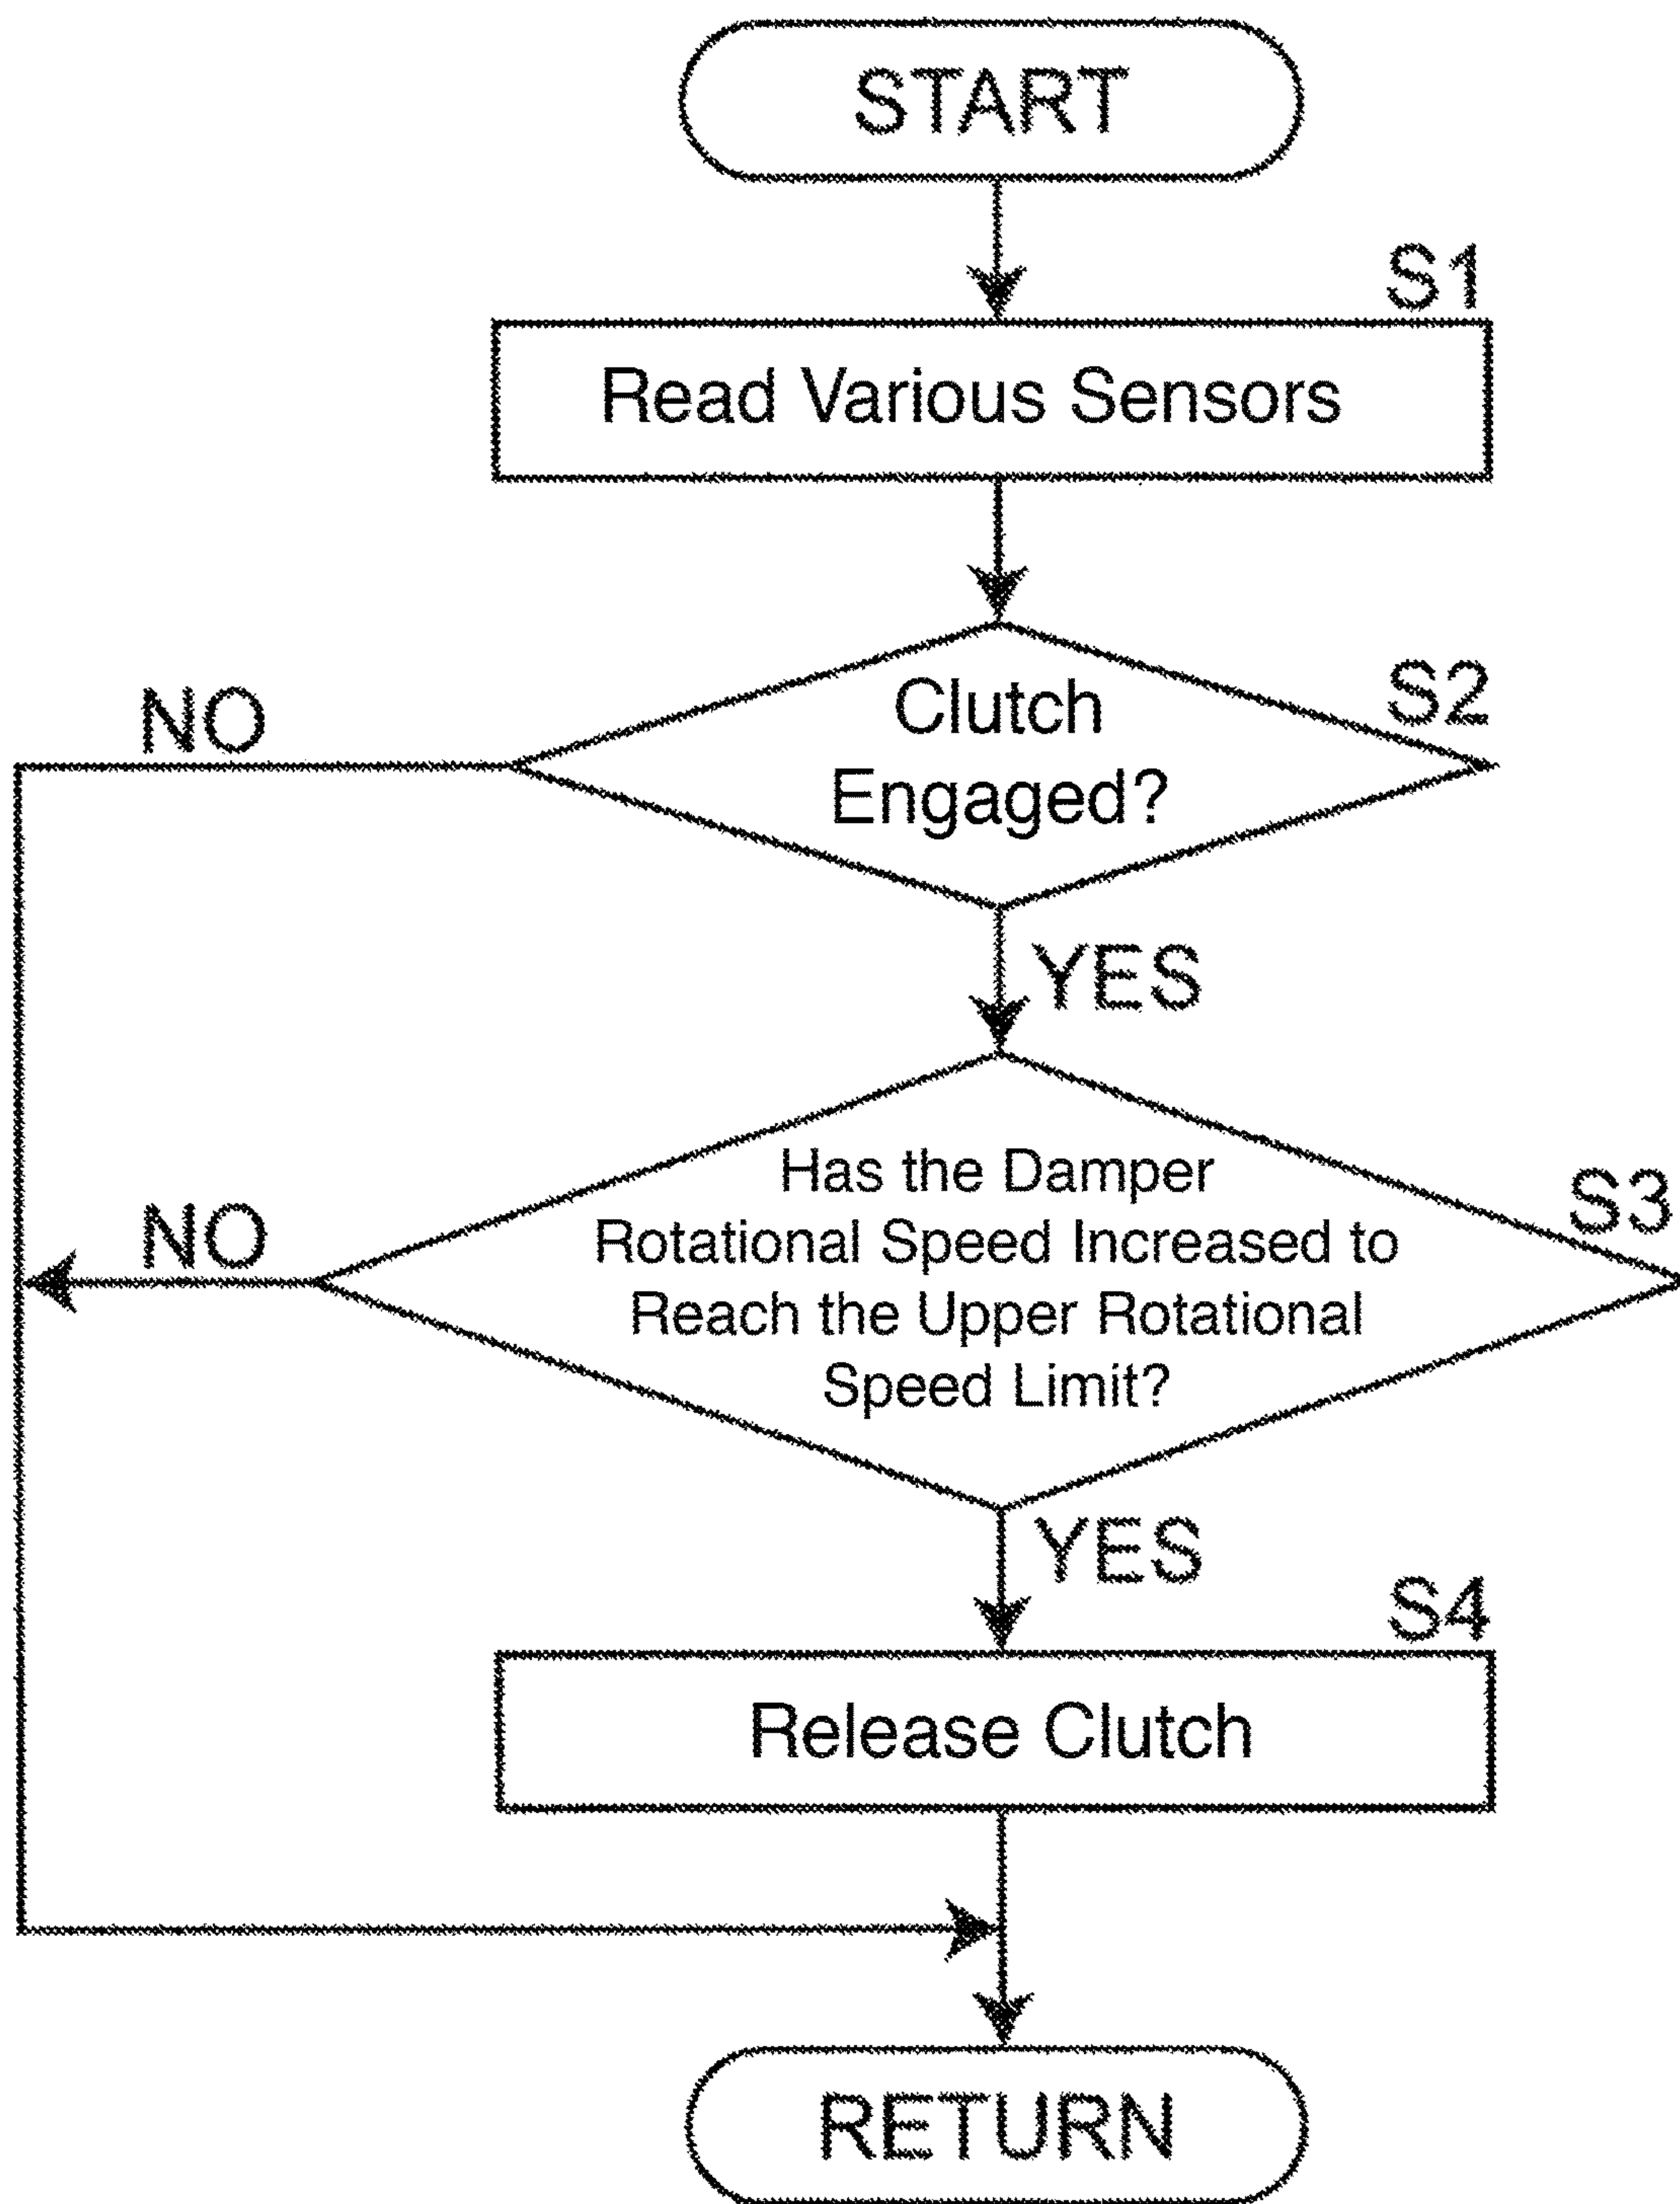 START
S1
Read Various Sensors
S2
NO
Clutch
Engaged?
YES
Has the Damper
S3
NO
Rotational Speed Increased to
Reach the Upper Rotational
Speed Limit?
YES
S4
Release Clutch
RETURN